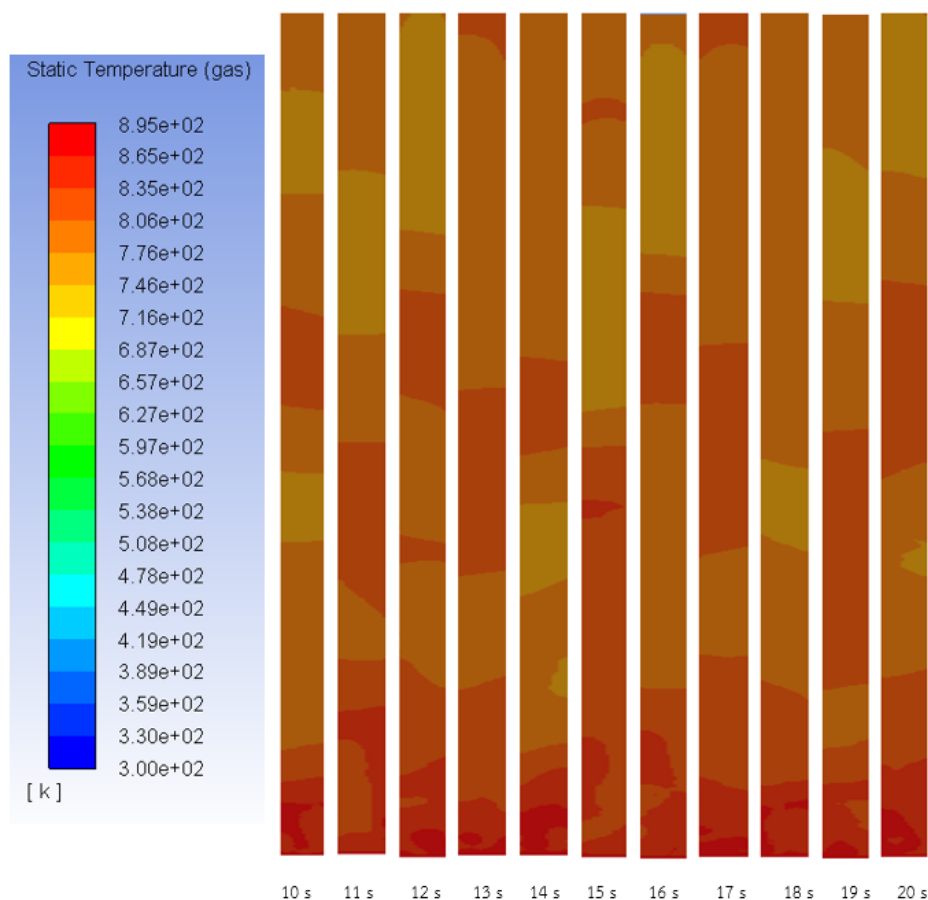 Static Temperature (gas)
8.95e+02
8.65e+02
8.35e+02
8.06e+02
7.76e+02
7.46e+02
7.16e+02
6.87e+02
6.57e+02
6.27e+02
5.97e+02
5.68e+02
5.38e+02
5.08e+02
4.78e+02
4.49e+02
4.19e+02
3.89e+02
3.59e+02
3.30e+02
3.00e+02
[ k ]
10 s 11 s 12 s 13 s 14 s 15 s 16 s 17 s 18 s 19 s 20 s